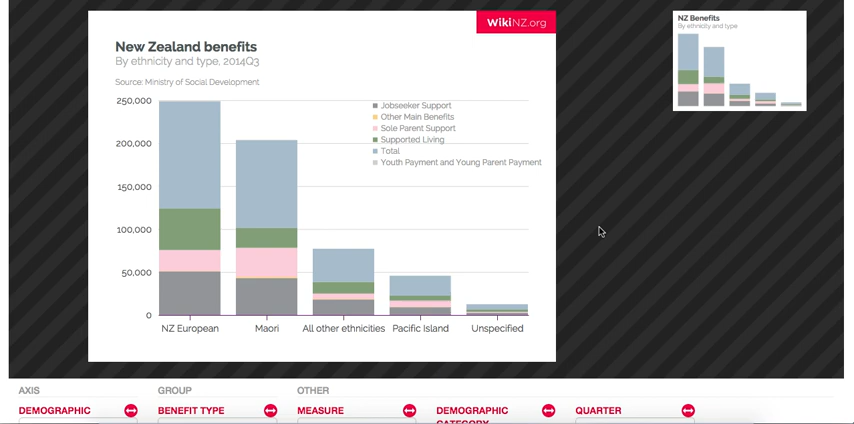 WikiNZ.org
New Zealand benefits
By ethnicity and type, 2014Q3
Source: Ministry of Social Development
250,000
200,000
150,000
100,000
50,000
0
Jobseeker Support
Other Main Benefits
Sole Parent Support
Supported Living
Total
Youth Payment and Young Parent Payment
NZ European
Maori
All other ethnicities
Pacific Island
Unspecified
NZ Benefits
By ethnicity and type
AXIS
GROUP
OTHER
DEMOGRAPHIC
BENEFIT TYPE
MEASURE
DEMOGRAPHIC
CATEGORY
QUARTER